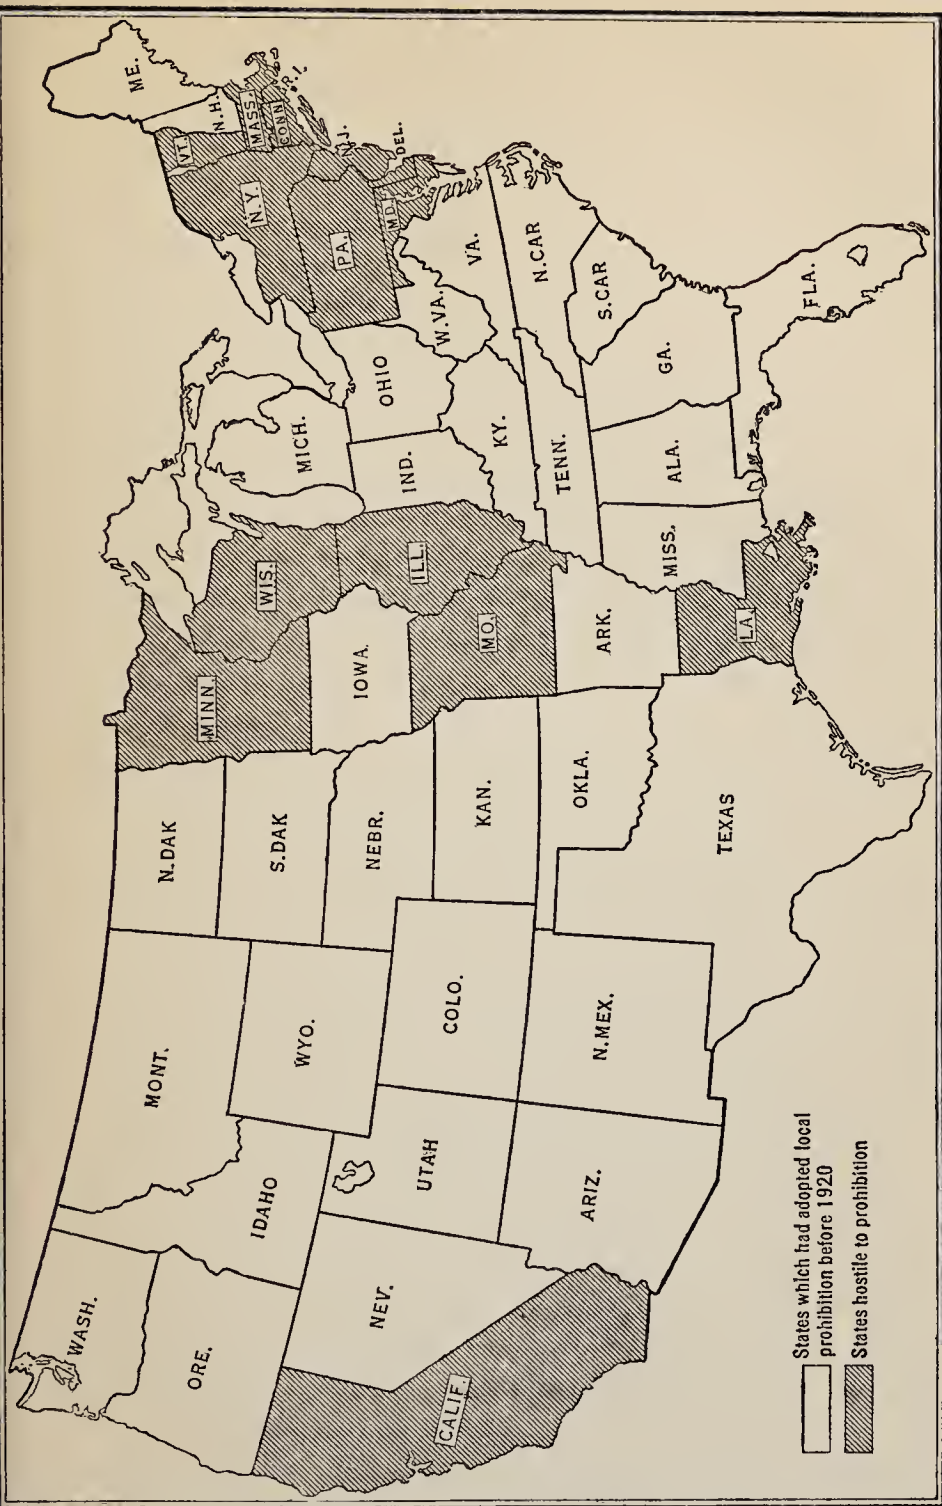 WASH.
ORE.
CALIF.
NEV.
IDAHO
MONT.
WYO.
UTAH
ARIZ.
COLO.
N.MEX.
N.DAK
S.DAK
NEBR.
KAN.
OKLA.
TEXAS
MINN.
IOWA.
MO.
ARK.
LA.
WIS.
ILL.
MICH.
IND.
OHIO
KY.
TENN.
MISS.
ALA.
GA.
FLA.
S.CAR
N.CAR
VA.
W.VA.
PA.
N.Y.
MD.
DEL.
N.J.
VT.
N.H.
ME.
MASS.
CONN.
R.I.
States which had adopted local
prohibition before 1920
States hostile to prohibition